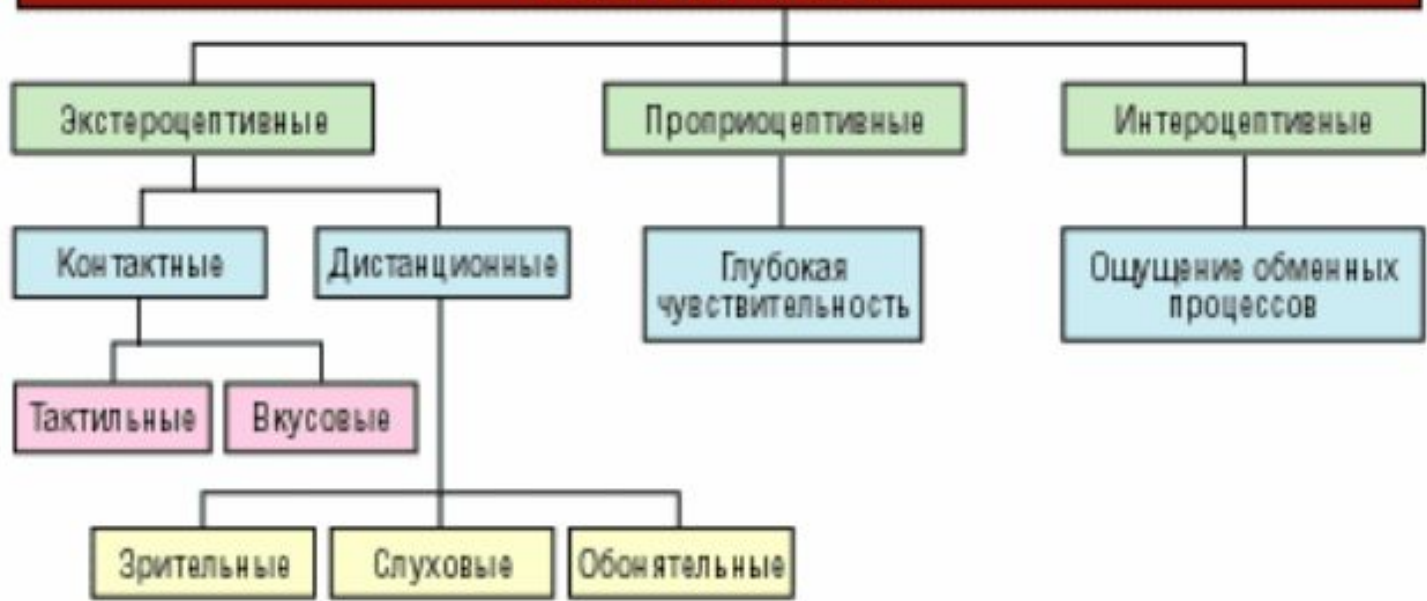 Экстероцептивные
Проприоцептивные
Интероцептивные
Контактные
Дистанционные
Глубокая
чувствительность
Ощущение обменных
процессов
Тактильные
Вкусовые
Зрительные
Слуховые
Обонятельные